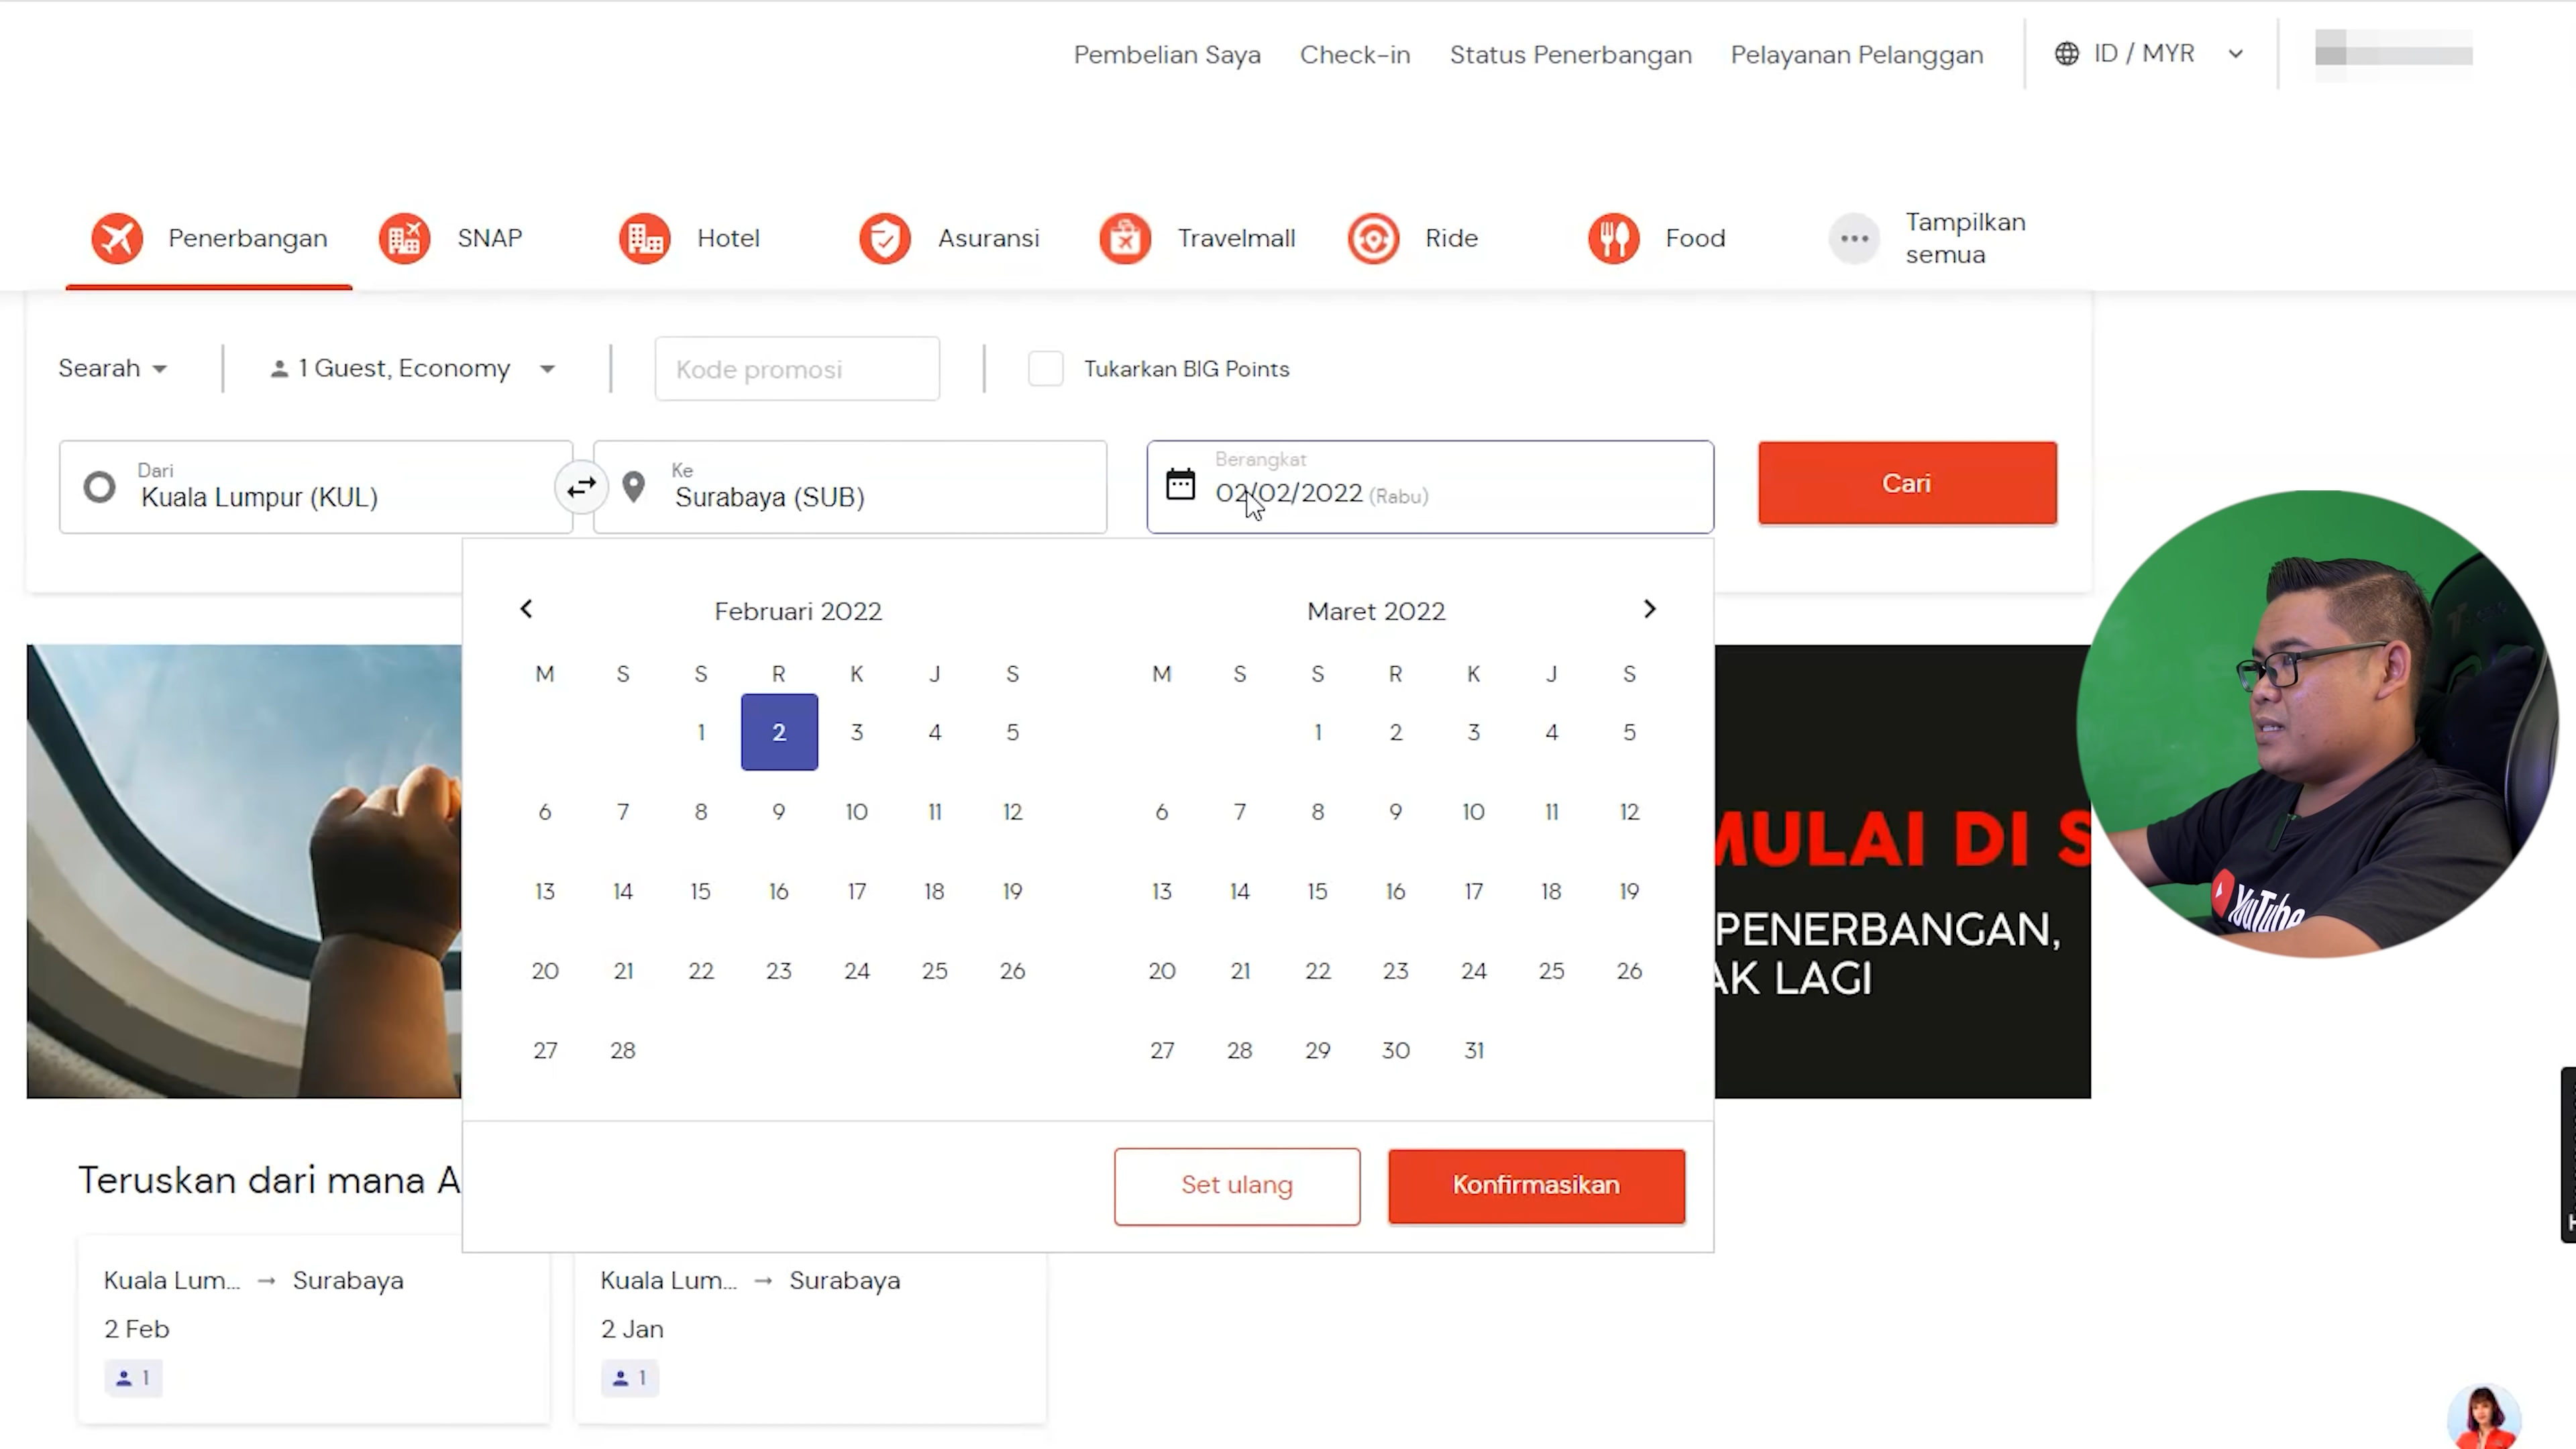 Pembelian Saya Check-in Status Penerbangan Pelayanan Pelanggan ID / MYR
Penerbangan SNAP Hotel Asuransi Travelmall Ride Food Tampilkan
semua
Searah 1 Guest, Economy Kode promosi Tukarkan BIG Points
Dari
Kuala Lumpur (KUL)
Ke
Surabaya (SUB)
Berangkat
02/02/2022 (Rabu)
Cari
Februari 2022
M S S R K J S
1 2 3 4 5
6 7 8 9 10 11 12
13 14 15 16 17 18 19
20 21 22 23 24 25 26
27 28
Maret 2022
M S S R K J S
1 2 3 4 5
6 7 8 9 10 11 12
13 14 15 16 17 18 19
20 21 22 23 24 25 26
27 28 29 30 31
Set ulang Konfirmasikan
MULAI DI S
PENERBANGAN,
AK LAGI
YouTube
Teruskan dari mana A
Kuala Lum... → Surabaya
2 Feb
1
Kuala Lum... → Surabaya
2 Jan
1